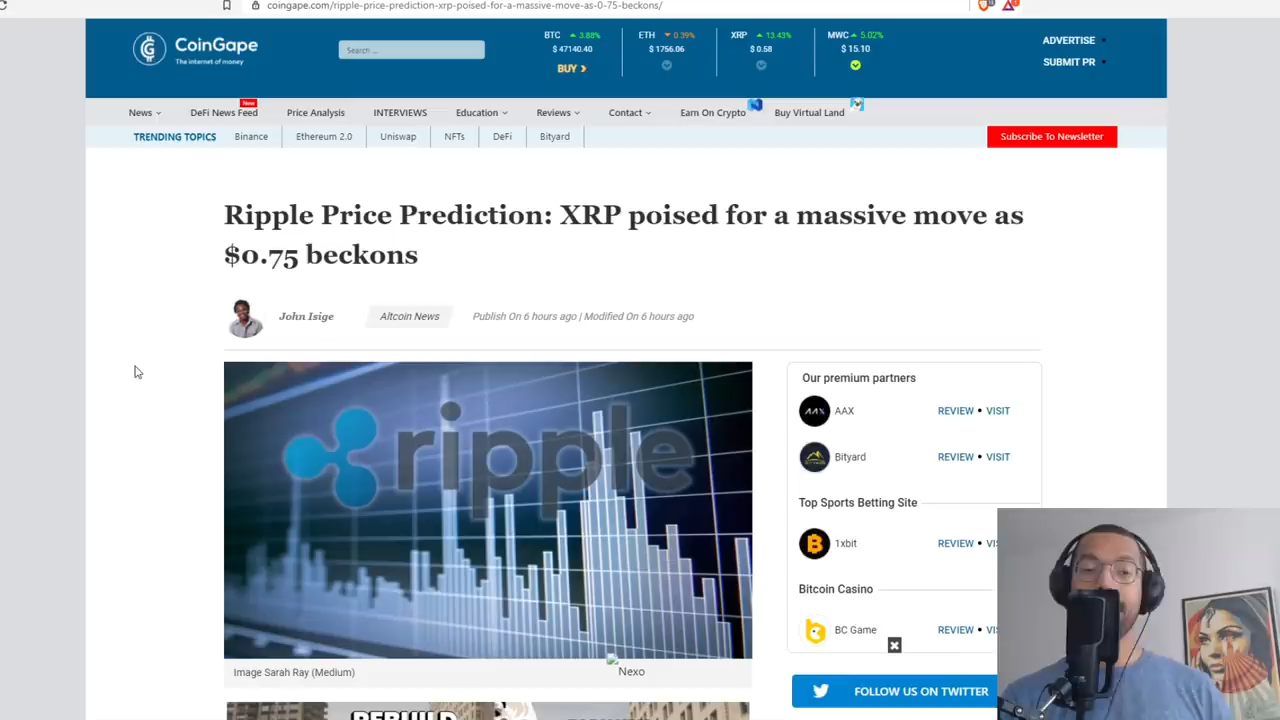 coingape.com/ripple-price-prediction-xrp-poised-for-a-massive-move-as-0-75-beckons/
CoinGape
The internet of money
Search ...
BTC 3.88%
$ 47140.40
BUY
ETH 0.39%
$ 1756.06
XRP 13.43%
$ 0.58
MWC 5.02%
$ 15.10
ADVERTISE
SUBMIT PR
News
New
DeFi News Feed
Price Analysis
INTERVIEWS
Education
Reviews
Contact
Earn On Crypto
Buy Virtual Land
TRENDING TOPICS
Binance
Ethereum 2.0
Uniswap
NFTs
DeFi
Bityard
Subscribe To Newsletter
Ripple Price Prediction: XRP poised for a massive move as
$0.75 beckons
John Isige
Altcoin News
Publish On 6 hours ago | Modified On 6 hours ago
ripple
Image Sarah Ray (Medium)
Nexo
REBUILD
Our premium partners
AAX
AAX REVIEW • VISIT
Bityard REVIEW • VISIT
Top Sports Betting Site
1xbit REVIEW • VI
Bitcoin Casino
BC Game REVIEW • VI
FOLLOW US ON TWITTER